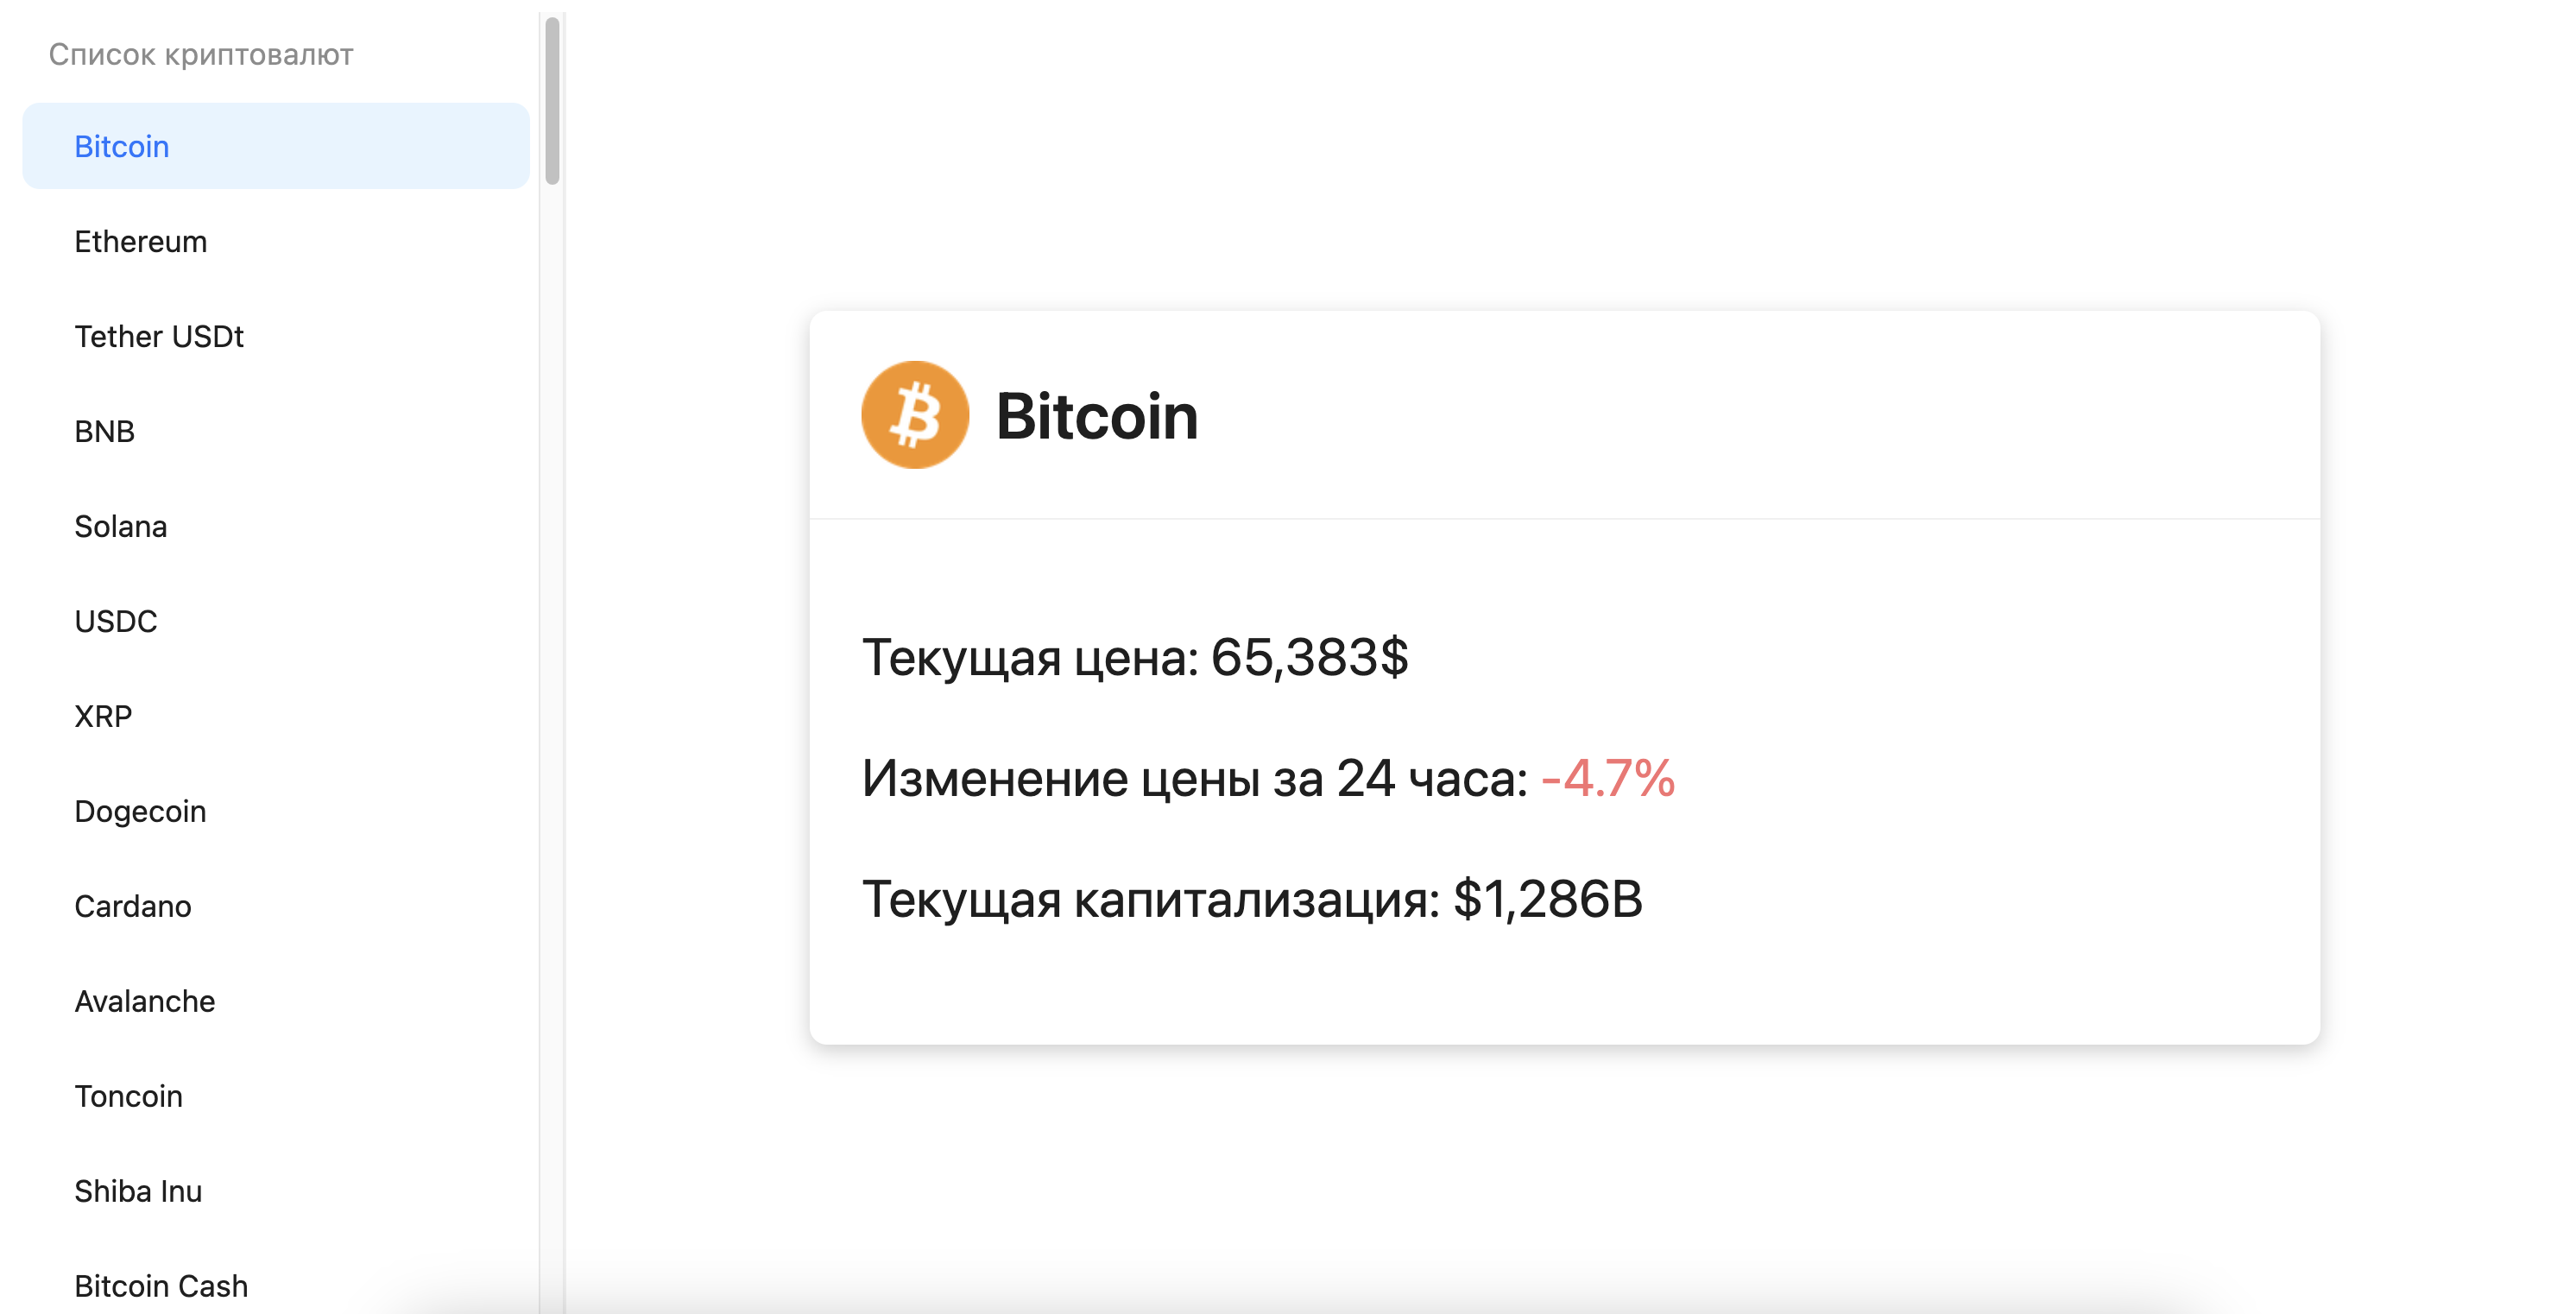 Список криптовалют
Bitcoin
Ethereum
Tether USDt
BNB
Solana
USDC
XRP
Dogecoin
Cardano
Avalanche
Toncoin
Shiba Inu
Bitcoin Cash
Bitcoin
Текущая цена: 65,383$
Изменение цены за 24 часа: -4.7%
Текущая капитализация: $1,286B